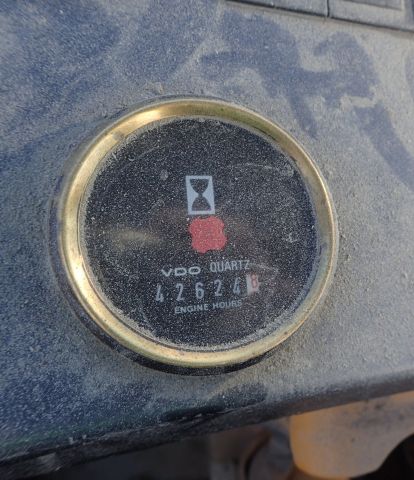 VDO QUARTZ
42624
ENGINE HOURS